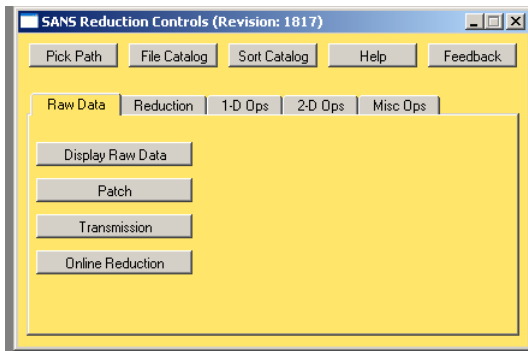 SANS Reduction Controls (Revision: 1817)
Pick Path File Catalog Sort Catalog Help Feedback
Raw Data Reduction 1-D Ops 2-D Ops Misc Ops
Display Raw Data
Patch
Transmission
Online Reduction